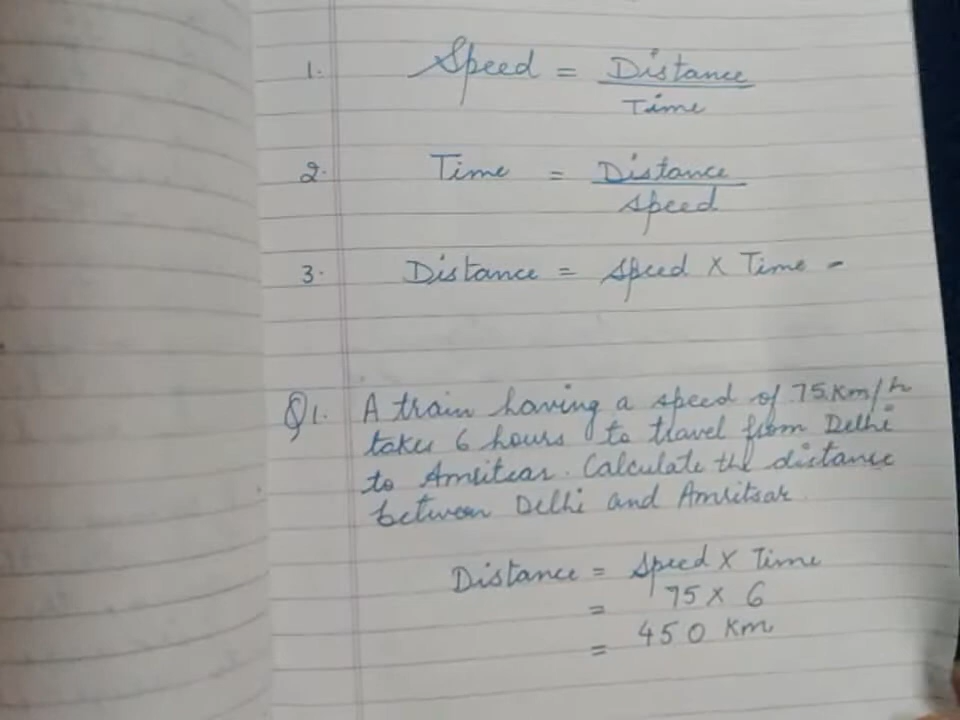 1. Speed = Distance
Time
2. Time = Distance
Speed
3. Distance = Speed X Time -
Q1. A train having a speed of 75 Km/h
takes 6 hours to travel from Delhi
to Amritsar. Calculate the distance
between Delhi and Amritsar.
Distance = Speed X Time
= 75 X 6
= 450 Km